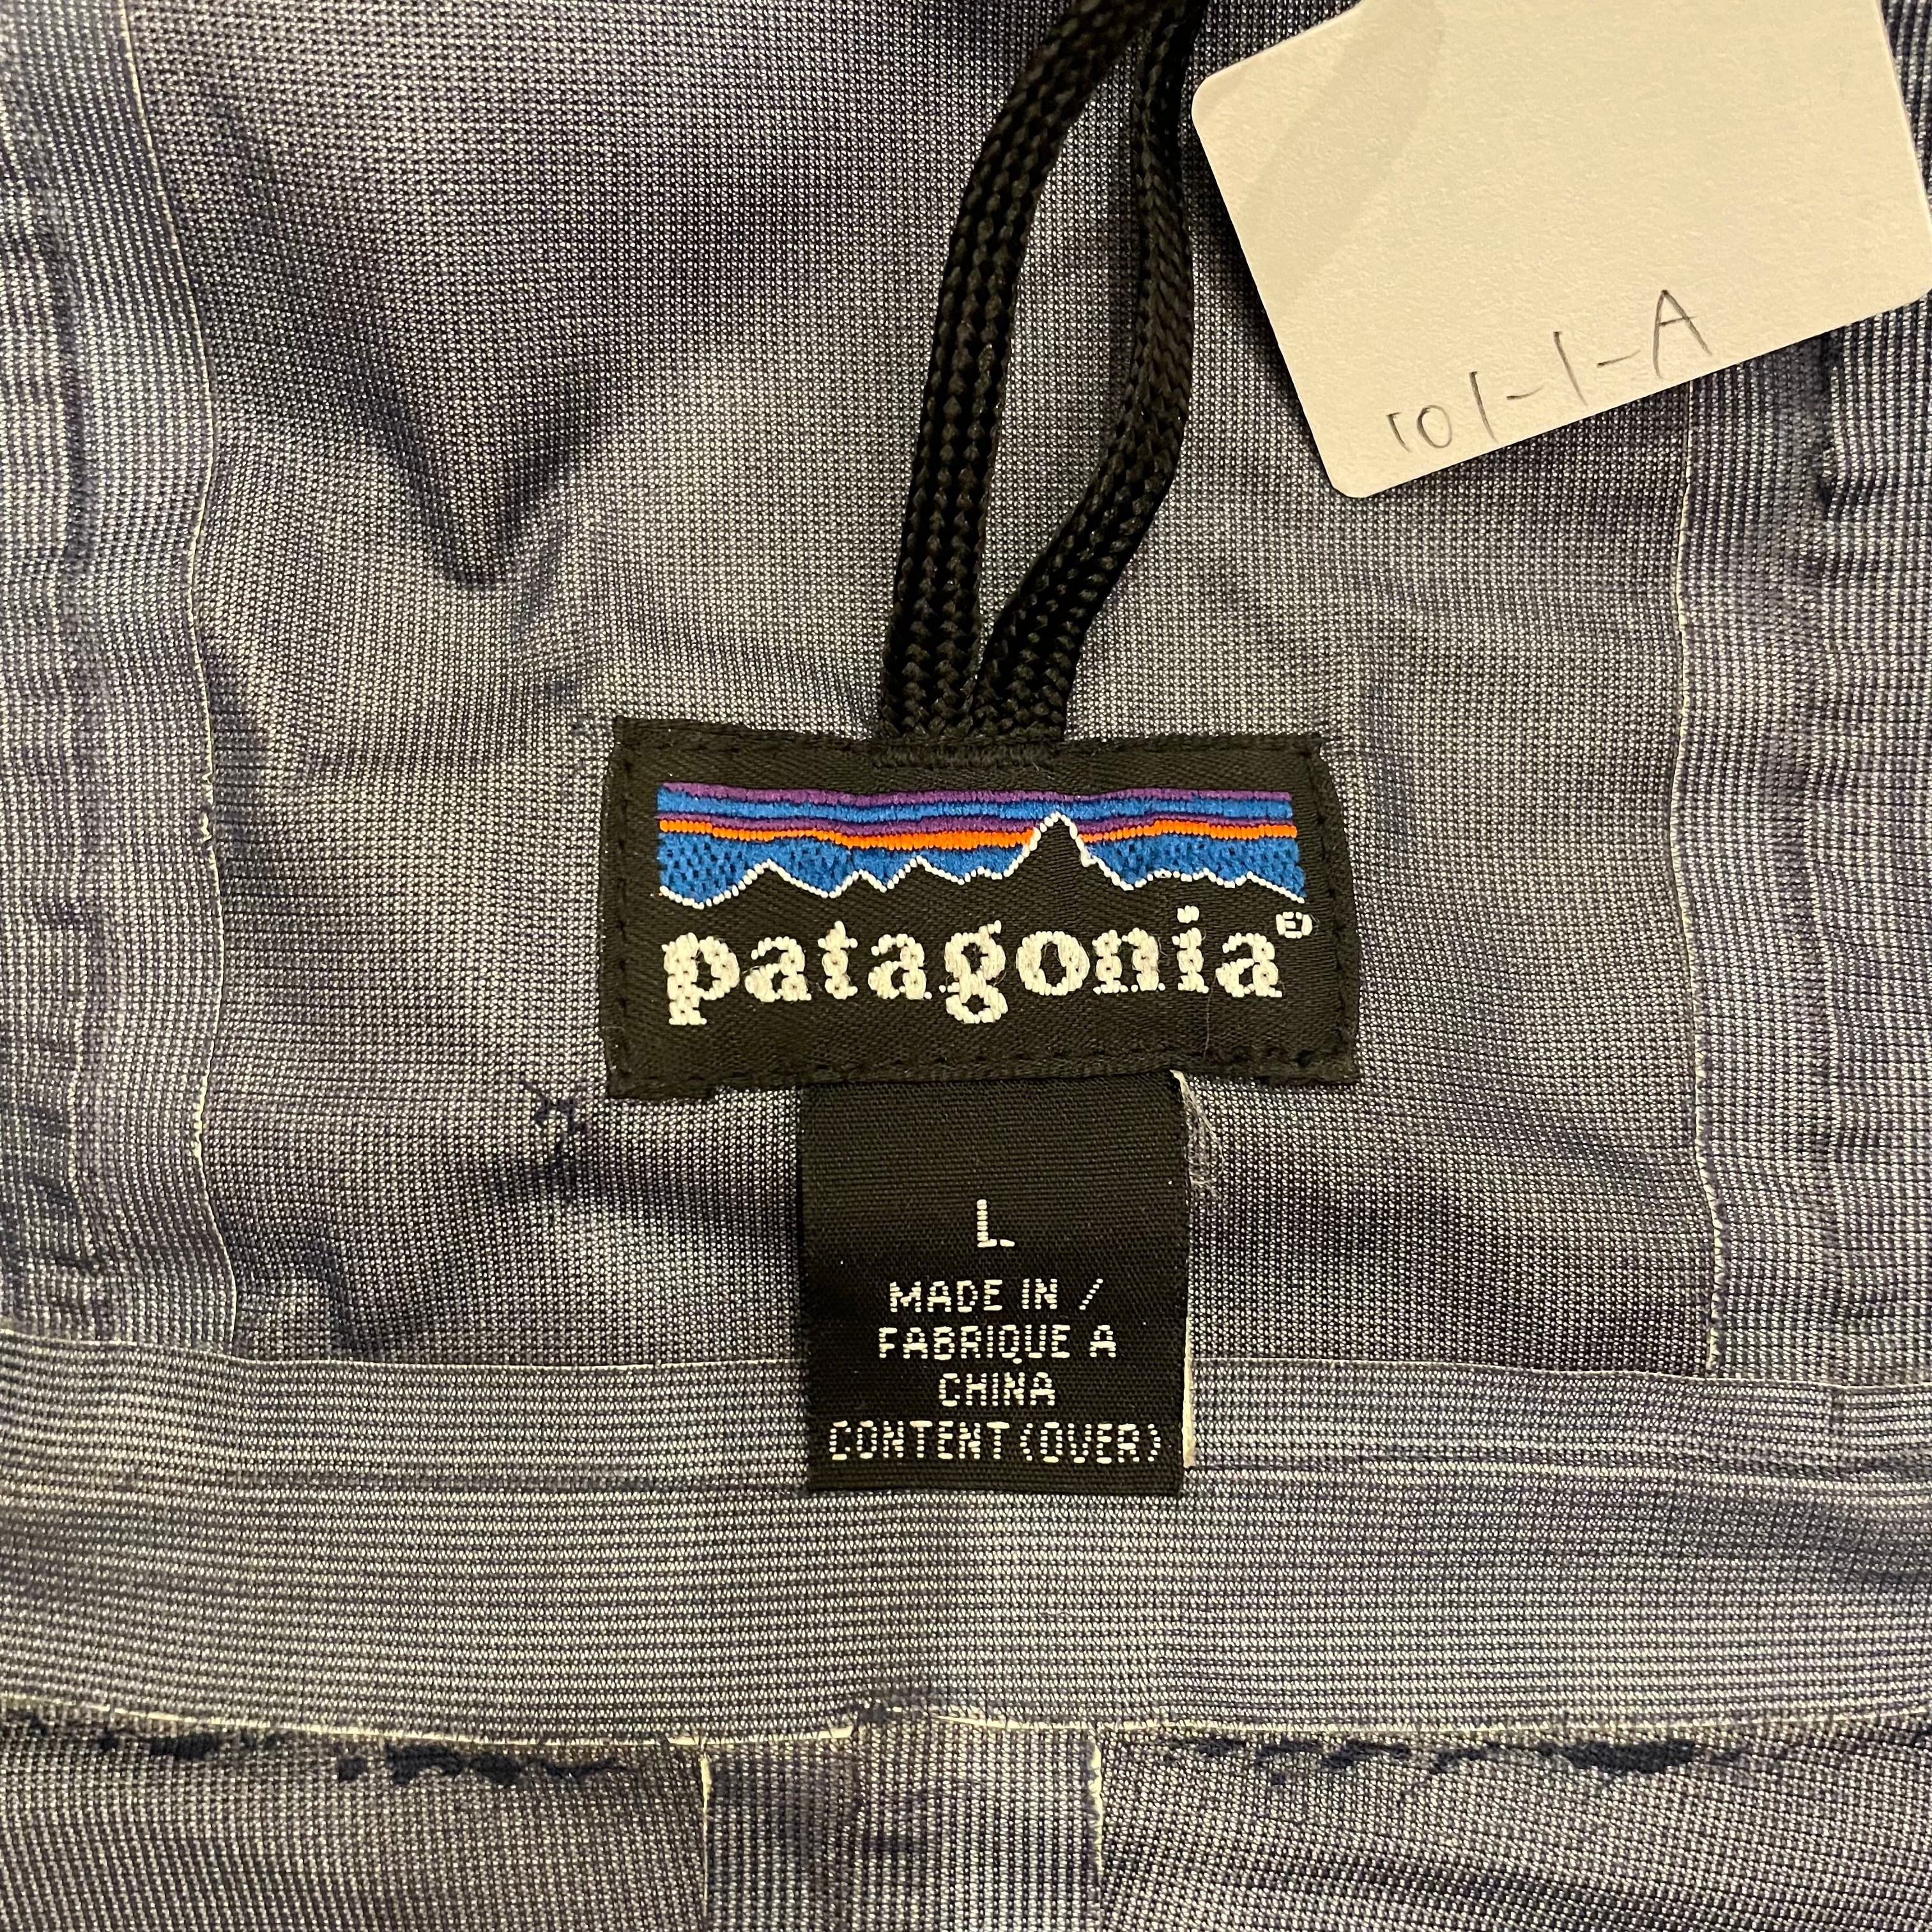 101-1-A
patagonia®
L
MADE IN /
FABRIQUE A
CHINA
CONTENT (OVER)